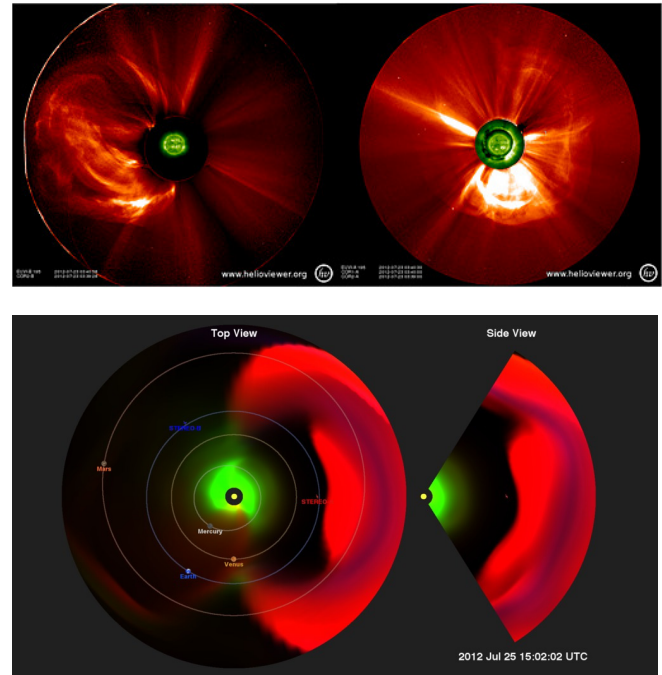 www.helioviewer.org
www.helioviewer.org
Top View
Side View
Mars
STEREO
Mercury
Venus
Earth
2012 Jul 25 15:02:02 UTC